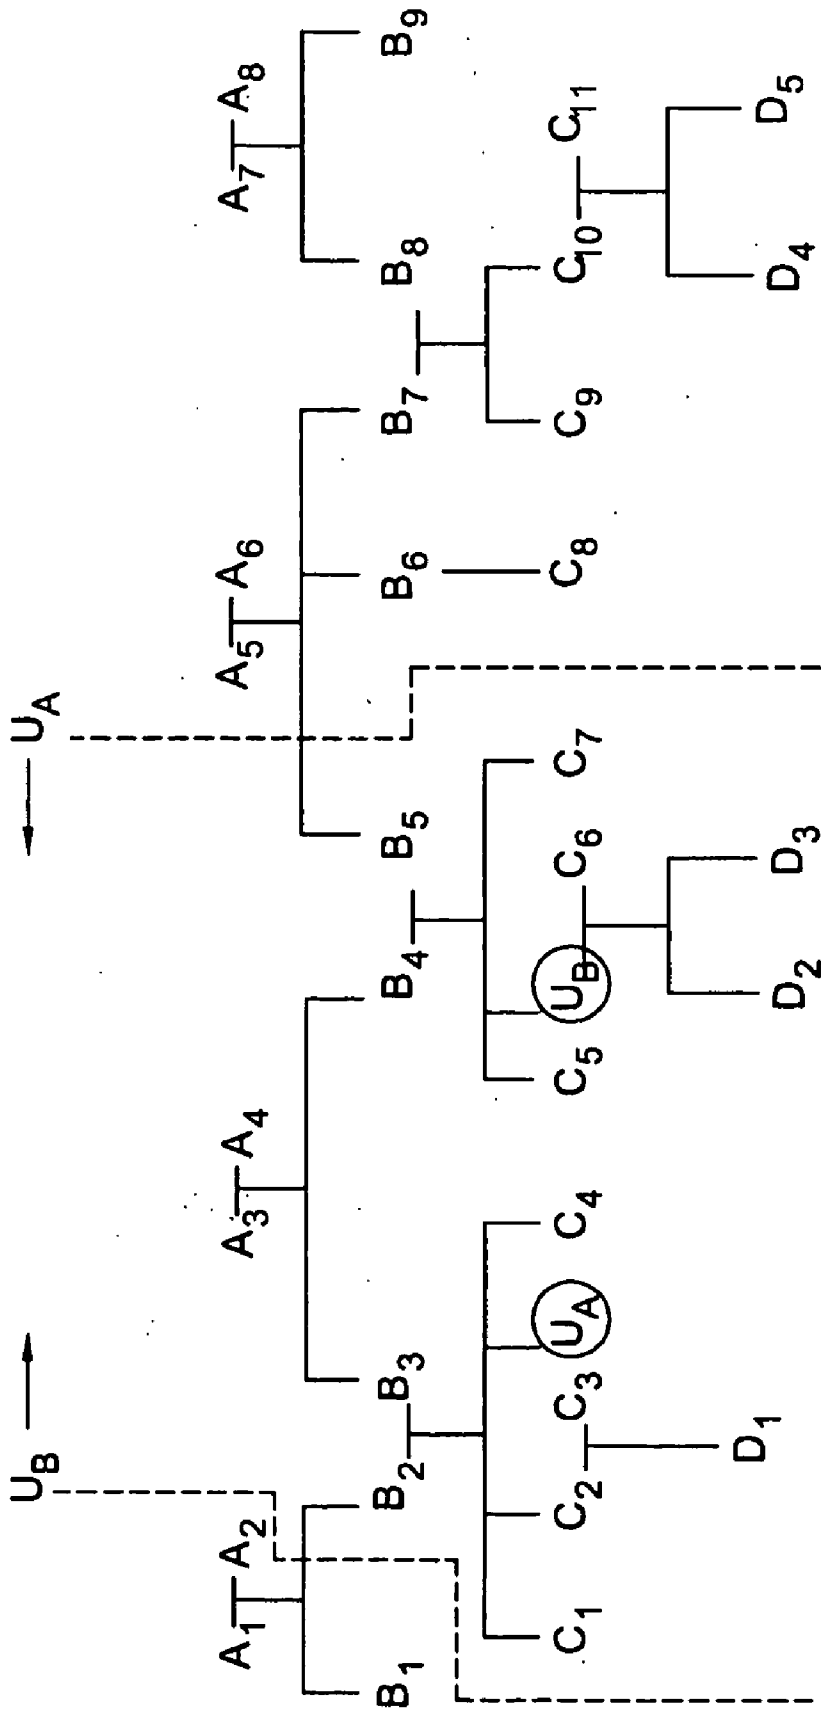 U_B U_A
A_1 A_2 A_3 A_4 A_5 A_6 A_7 A_8
B_1 B_2 B_3 B_4 B_5 B_6 B_7 B_8 B_9
C_1 C_2 C_3 U_A C_4 C_5 U_B C_6 C_7 C_8 C_9 C_10 C_11
D_1 D_2 D_3 D_4 D_5